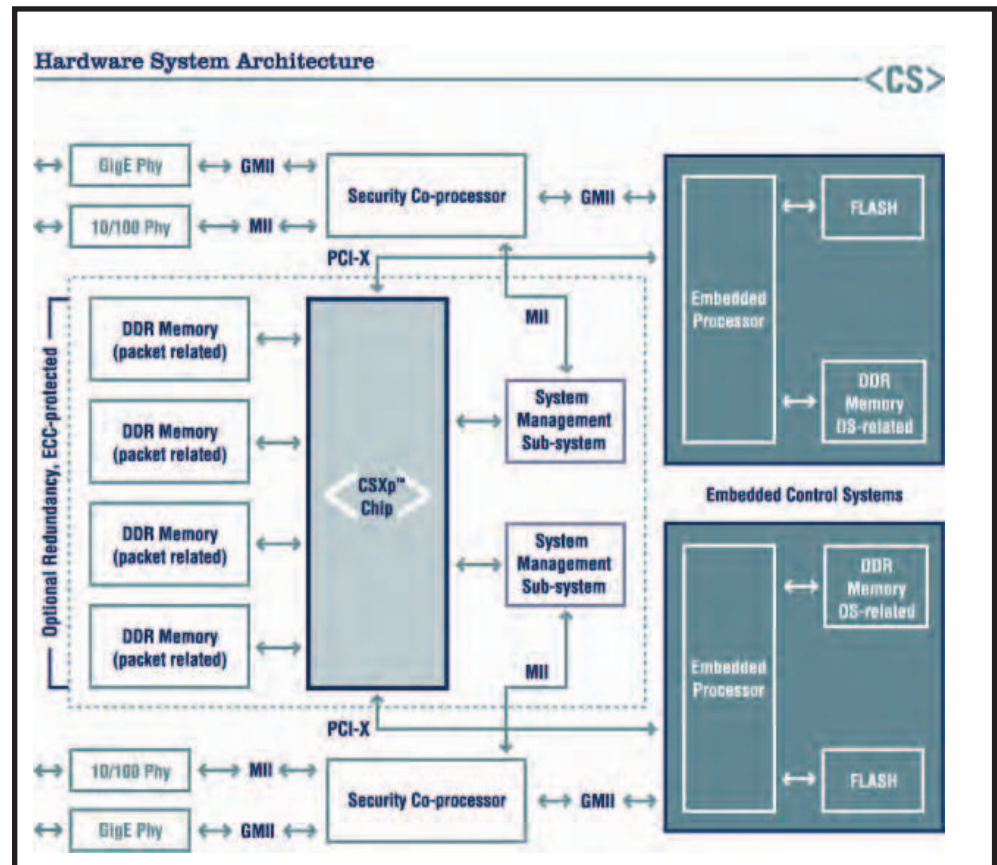 Hardware System Architecture
<CS>
GigE Phy
GMII
Security Co-processor
GMII
10/100 Phy
MII
PCI-X
FLASH
Embedded
Processor
DDR
Memory
OS-related
MII
Optional Redundancy, ECC-protected
DDR Memory
(packet related)
DDR Memory
(packet related)
DDR Memory
(packet related)
DDR Memory
(packet related)
CSXp™
Chip
System
Management
Sub-system
System
Management
Sub-system
Embedded Control Systems
MII
PCI-X
DDR
Memory
OS-related
Embedded
Processor
FLASH
10/100 Phy
MII
Security Co-processor
GMII
GigE Phy
GMII